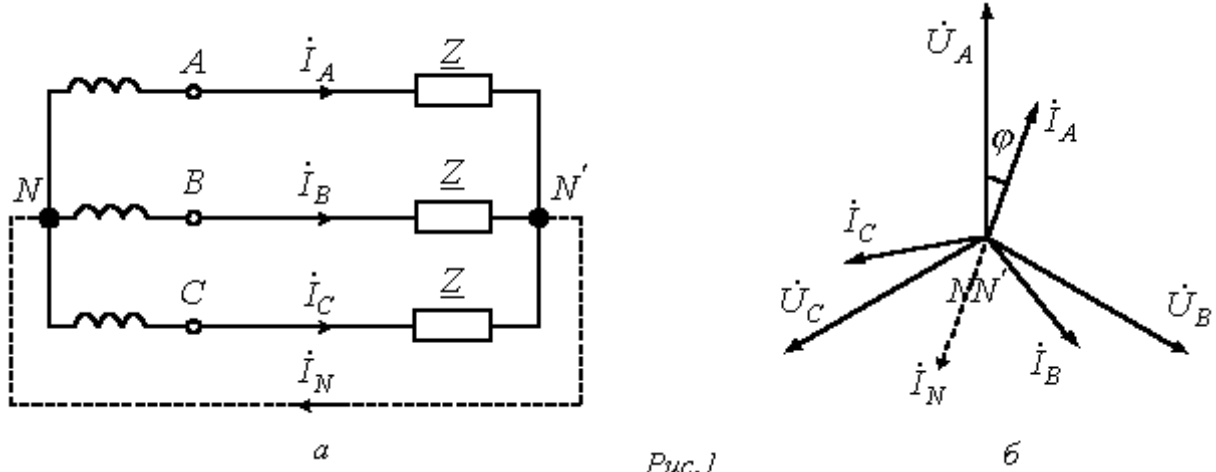 A
İ_A
Z
N
B
İ_B
Z
N'
C
İ_C
Z
İ_N
а
U̇_A
φ
İ_A
İ_C
NN'
U̇_C
U̇_B
İ_N
İ_B
б
Рис.1